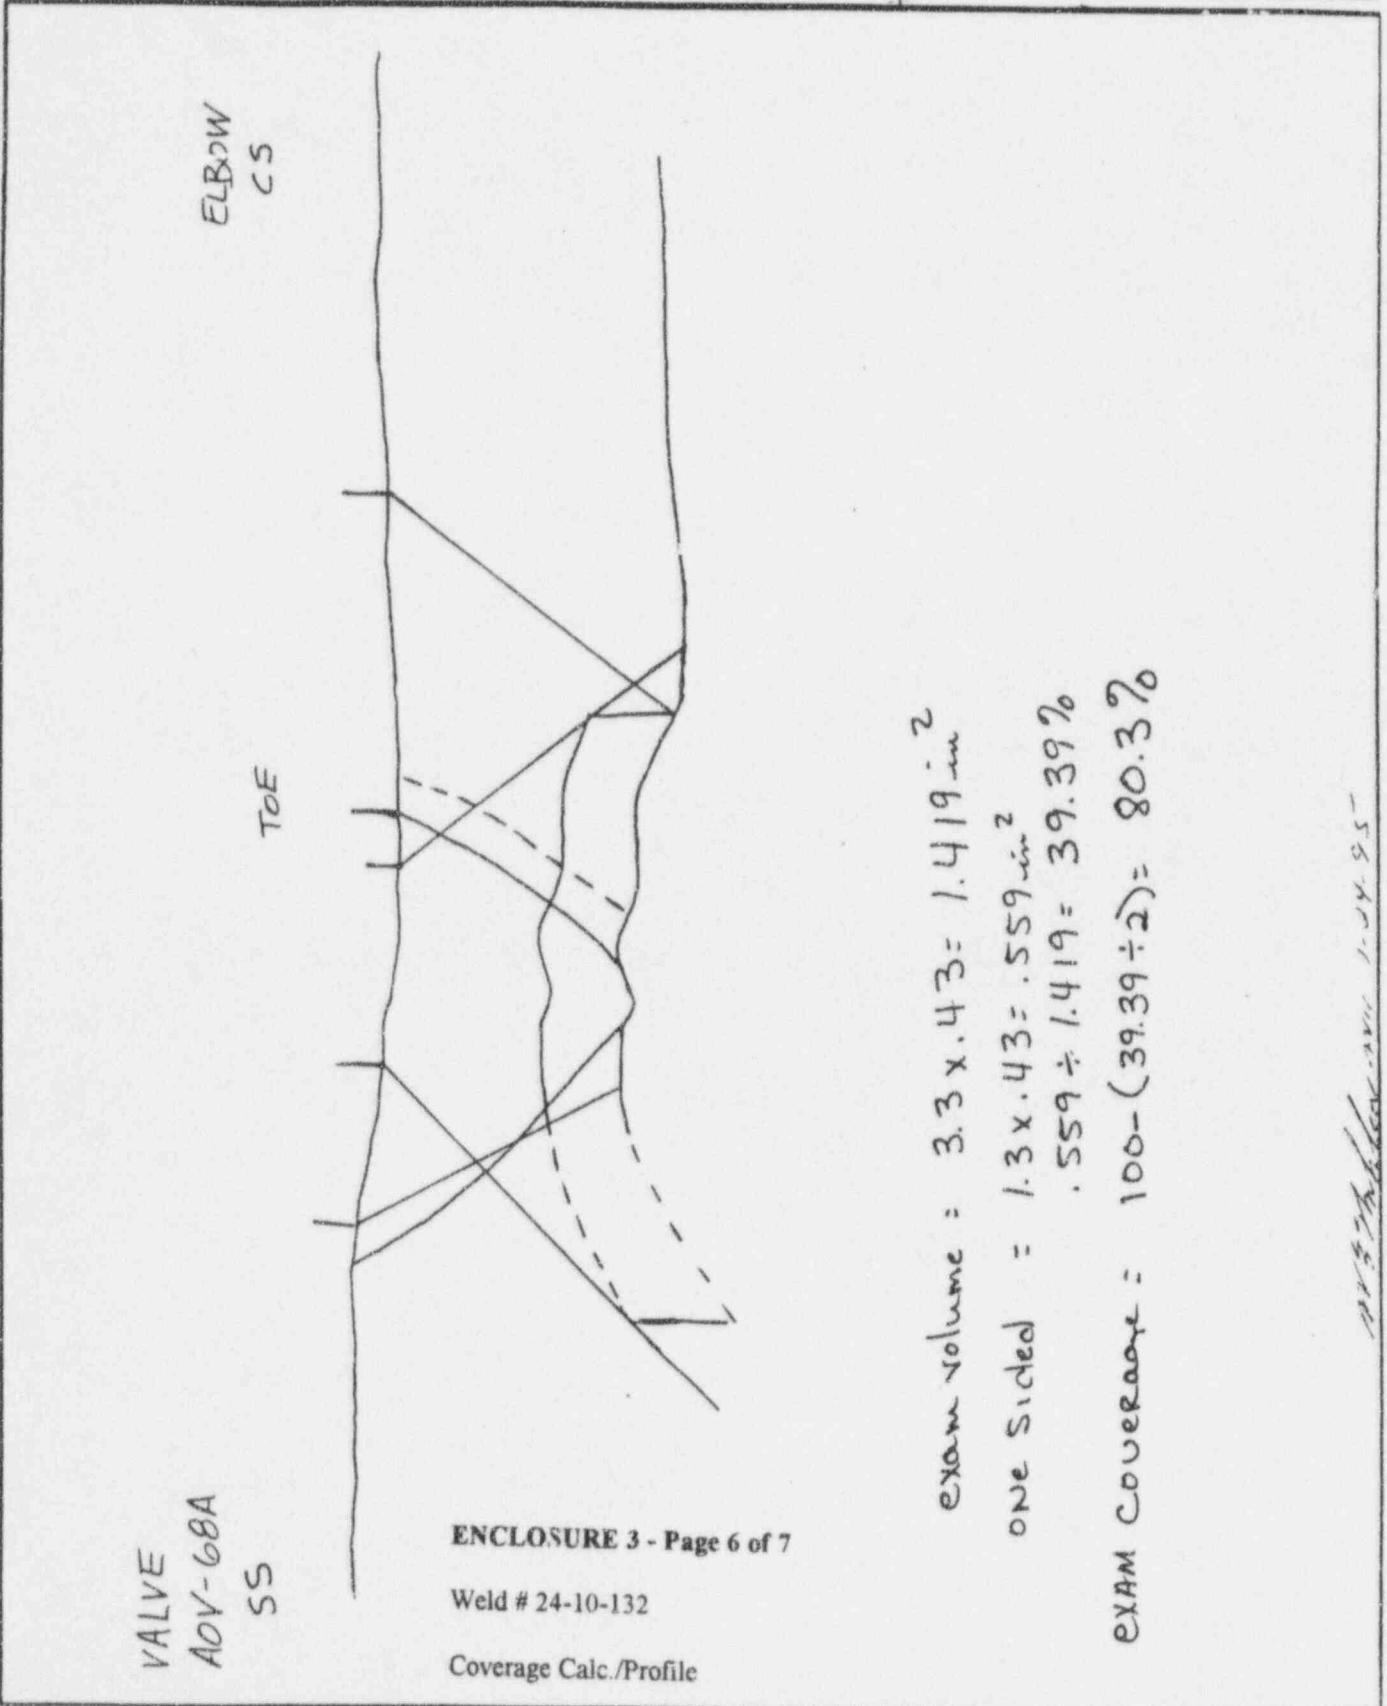 VALVE
AOV-68A
SS
TOE
ELBOW
CS
exam volume = 3.3 x .43 = 1.419 in²
ONE Sided = 1.3 x .43 = .559 in²
.559 ÷ 1.419 = 39.39%
EXAM COVERAGE = 100-(39.39÷2)= 80.3%
ENCLOSURE 3 - Page 6 of 7
Weld # 24-10-132
Coverage Calc./Profile